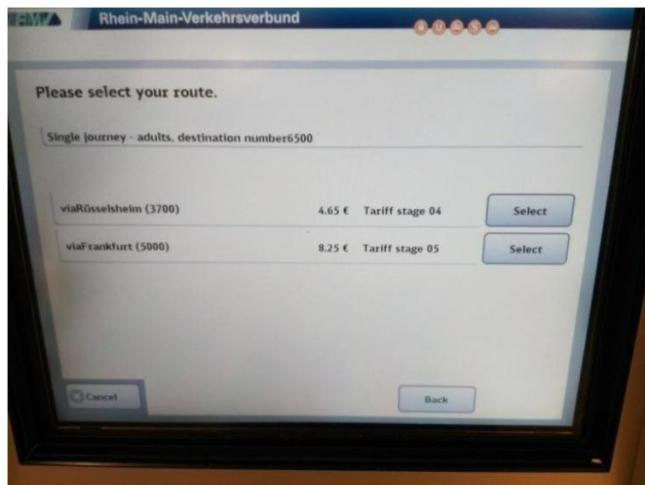 RMV
Rhein-Main-Verkehrsverbund
Please select your route.
Single journey - adults, destination number6500
viaRüsselsheim (3700) 4.65 € Tariff stage 04 Select
viaFrankfurt (5000) 8.25 € Tariff stage 05 Select
Cancel Back